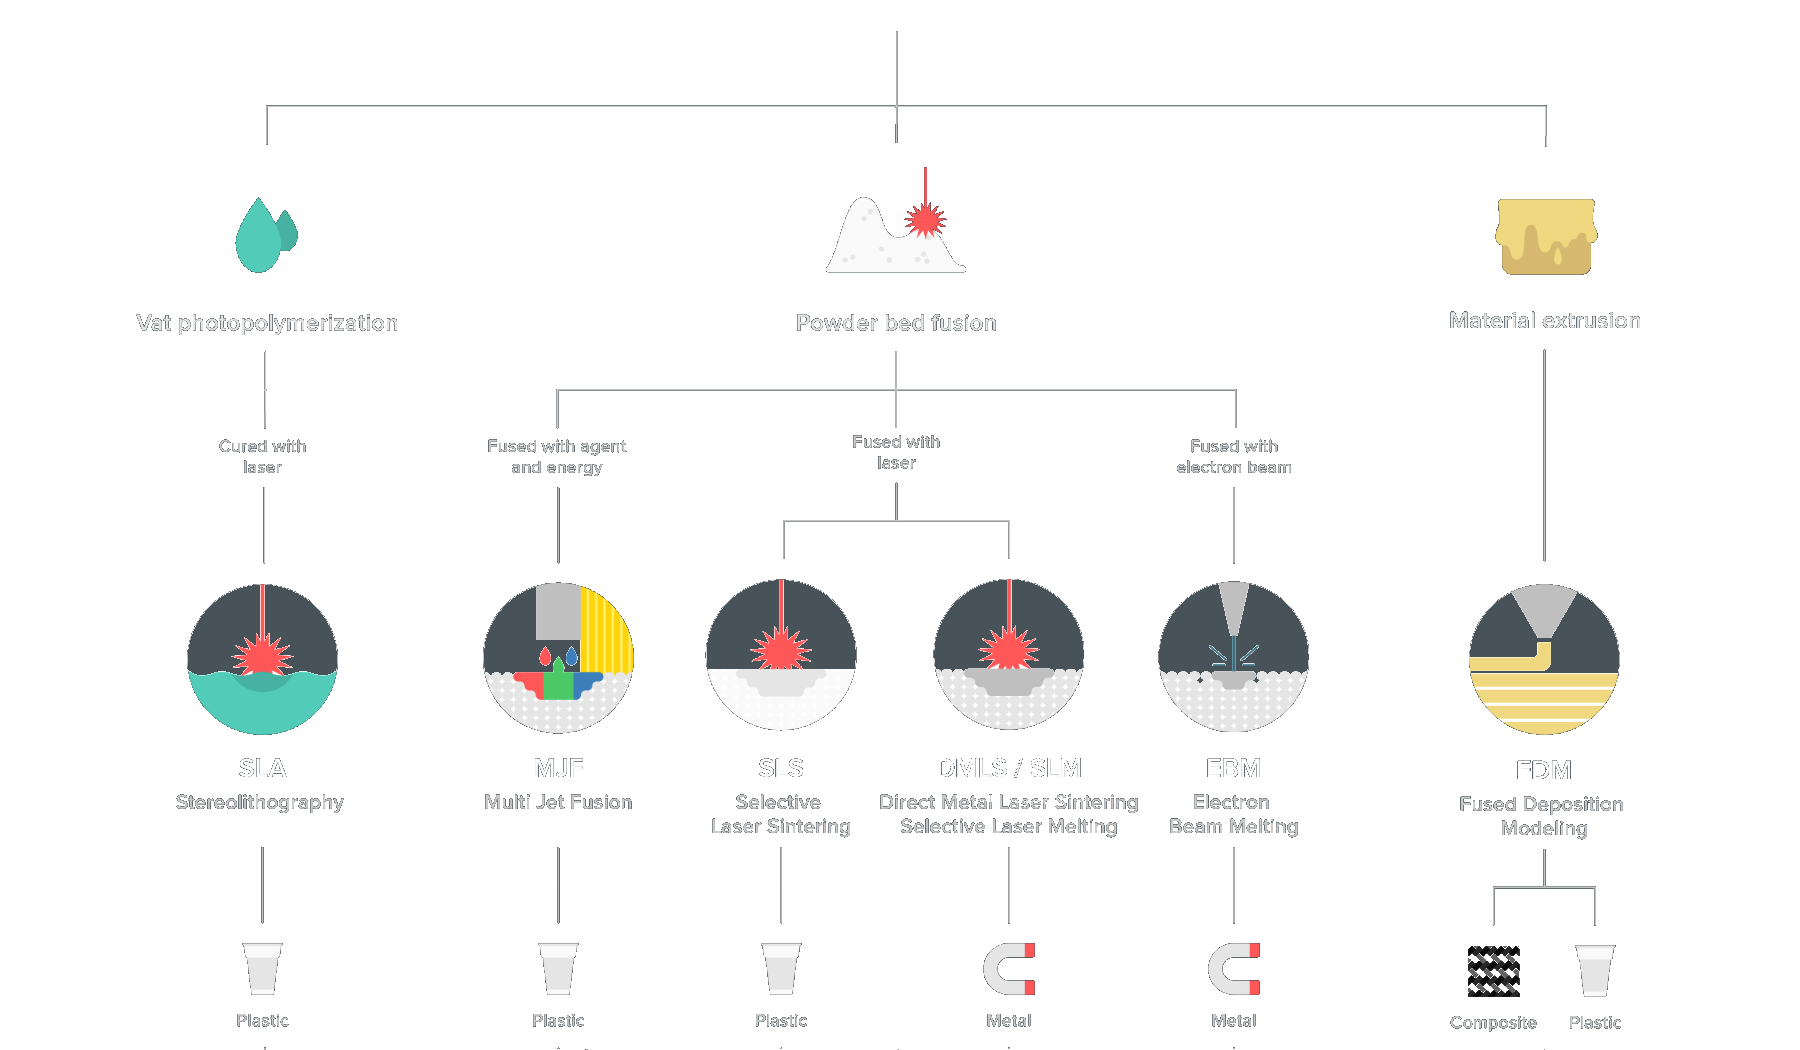 Vat photopolymerization
Powder bed fusion
Material extrusion
Cured with
laser
Fused with agent
and energy
Fused with
laser
Fused with
electron beam
SLA
Stereolithography
MJF
Multi Jet Fusion
SLS
Selective
Laser Sintering
DMLS / SLM
Direct Metal Laser Sintering
Selective Laser Melting
EBM
Electron
Beam Melting
FDM
Fused Deposition
Modeling
Plastic
Plastic
Plastic
Metal
Metal
Composite
Plastic